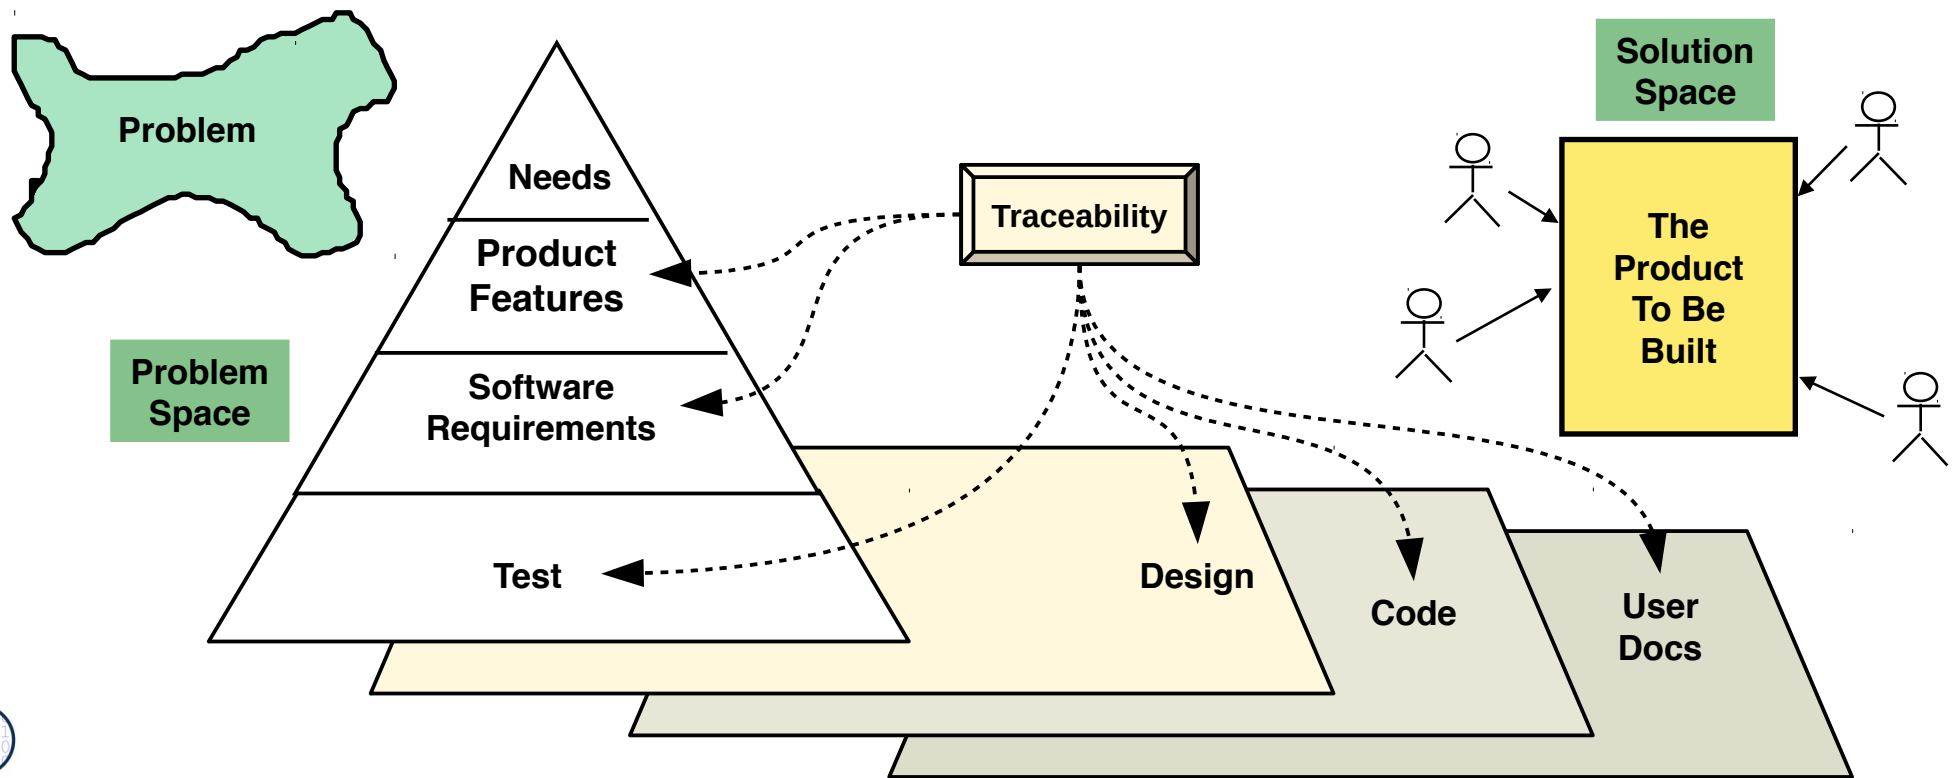 Problem
Needs
Product
Features
Problem
Space
Software
Requirements
Test
Traceability
Design
Code
User
Docs
Solution
Space
The
Product
To Be
Built